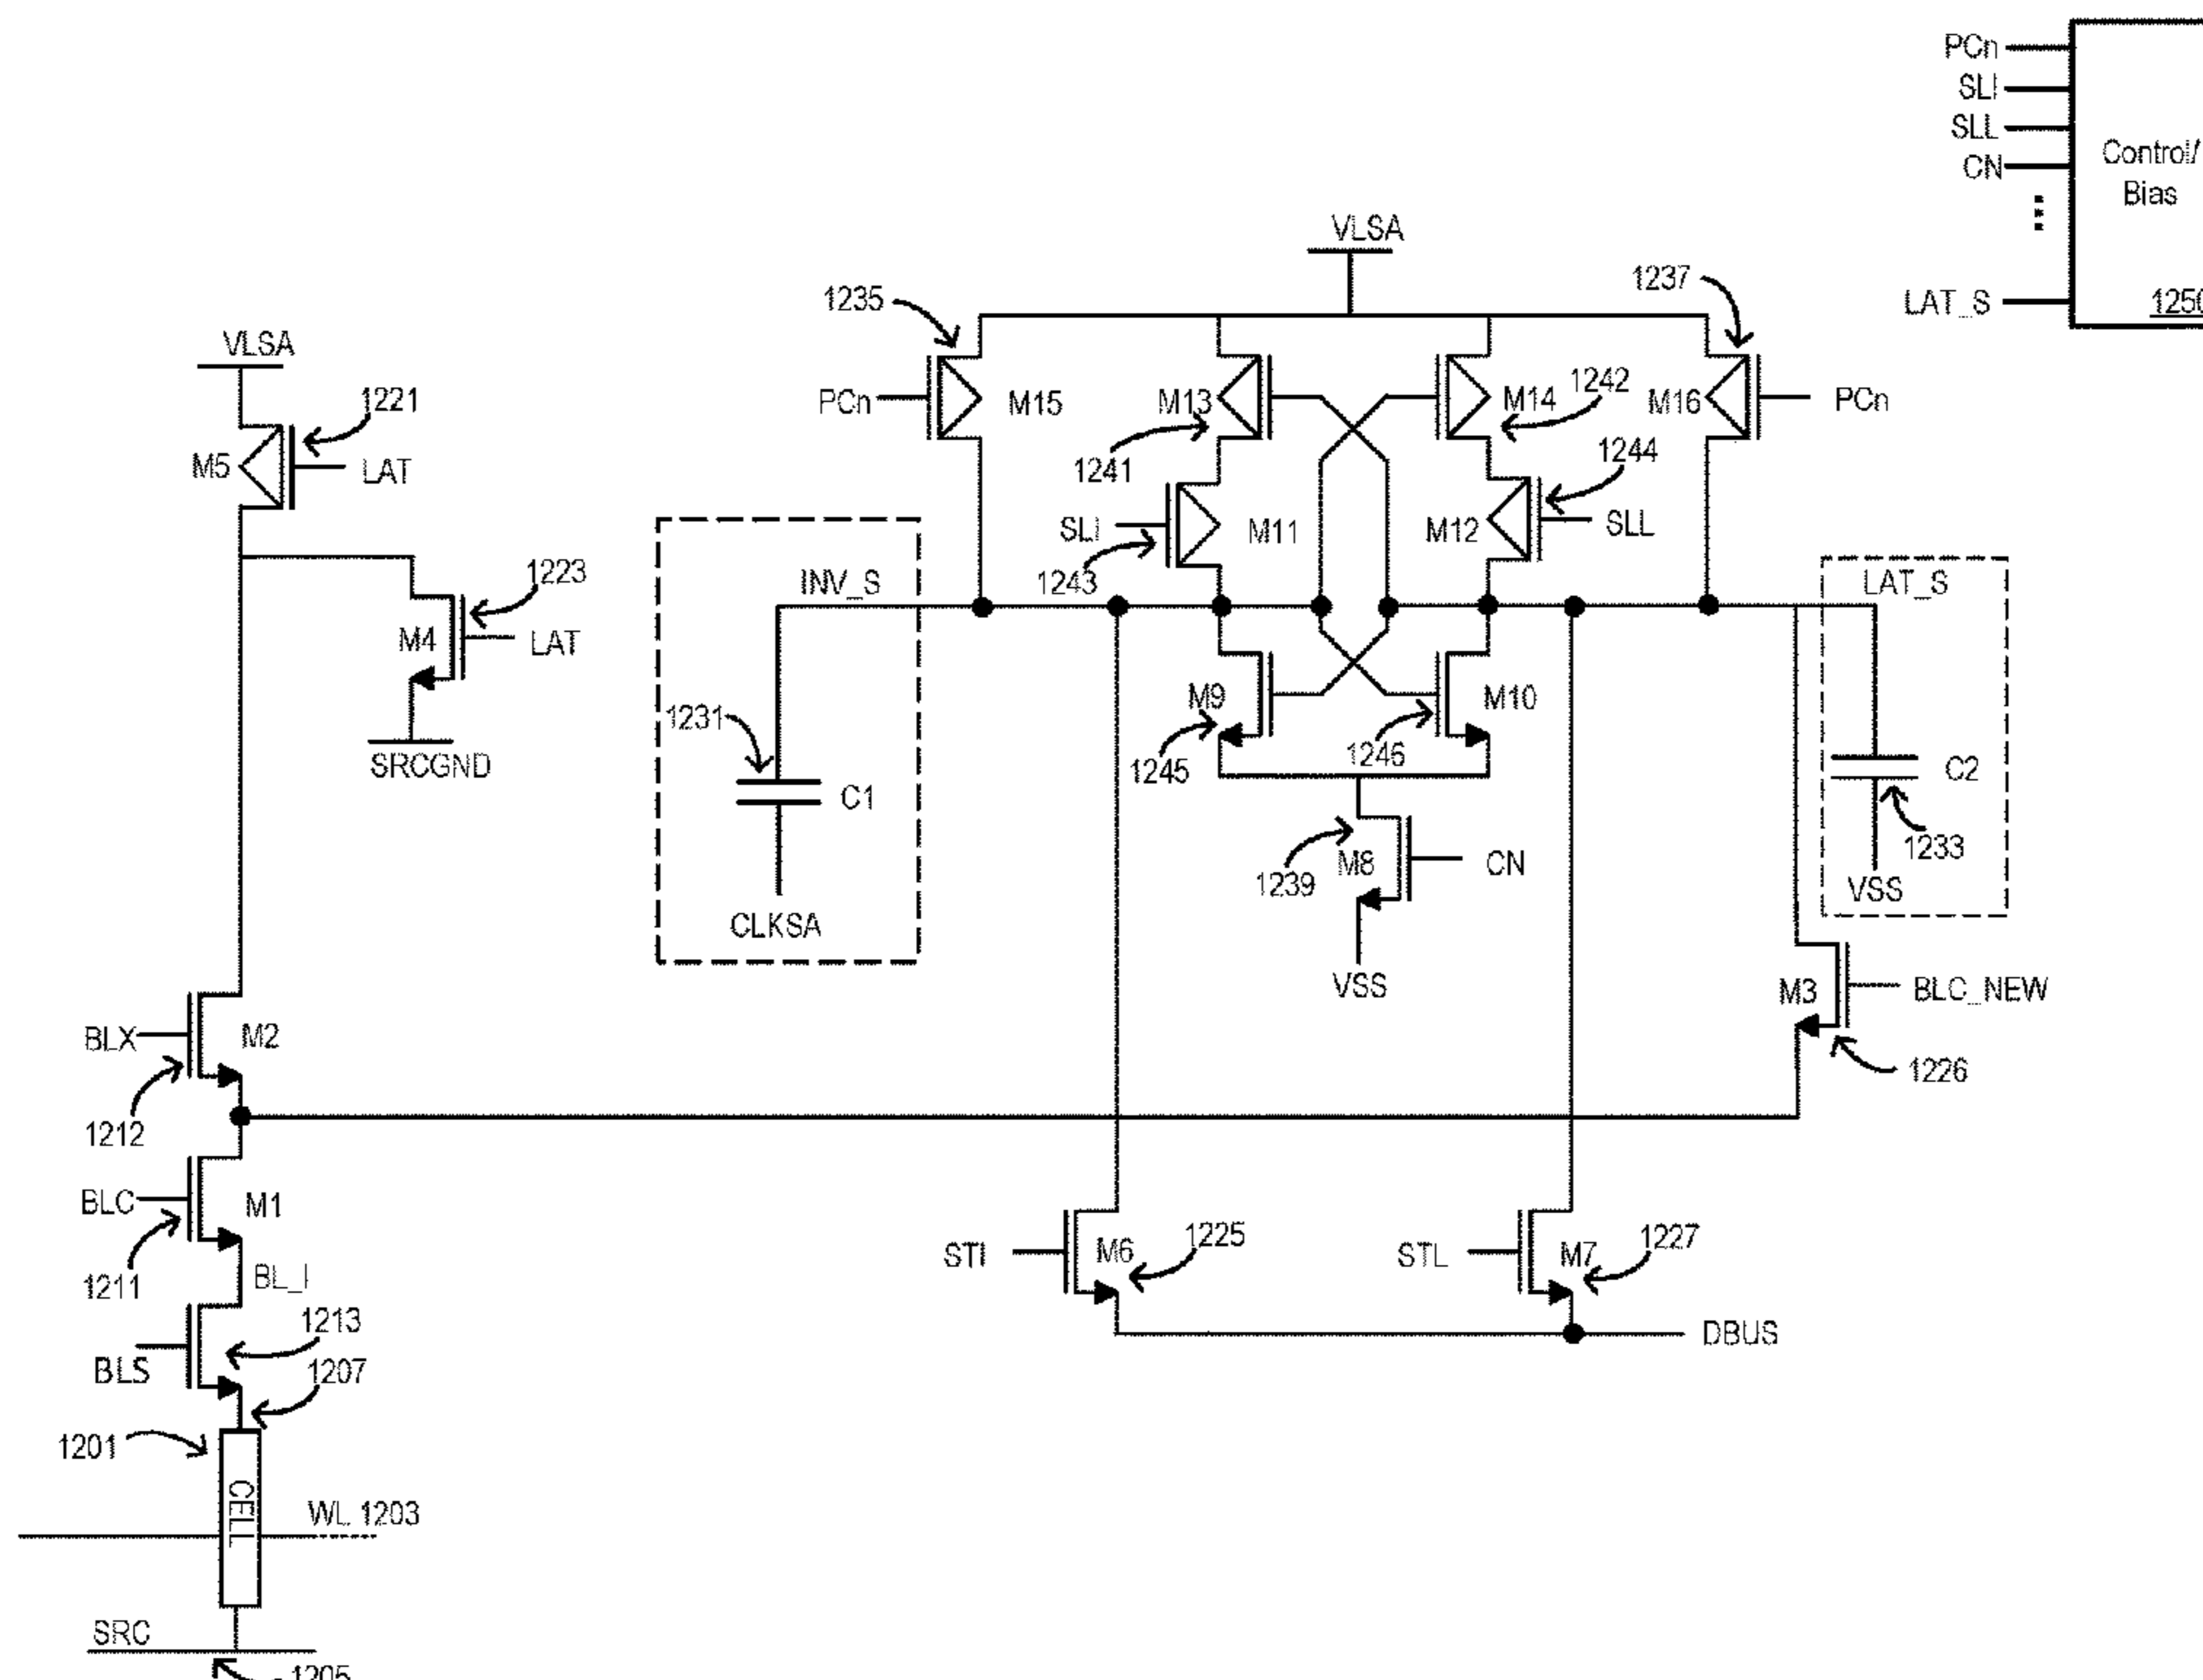 PCn
SLI
SLL
CN
Control/
Bias
LAT_S
1250
VLSA
1235
1237
VLSA
1221
PCn
M15
M13
M14
1242
M16
PCn
M5
LAT
1241
1244
SLI
M11
M12
SLL
1243
INV_S
LAT_S
1223
M4
LAT
SRCGND
1231
C1
CLKSA
M9
M10
1245
1246
C2
1233
VSS
1239
M8
CN
VSS
M3
BLC_NEW
1226
BLX
M2
1212
BLC
M1
1211
BL_I
STI
M6
1225
STL
M7
1227
DBUS
1213
BLS
1207
1201
CELL
WL 1203
SRC
1205